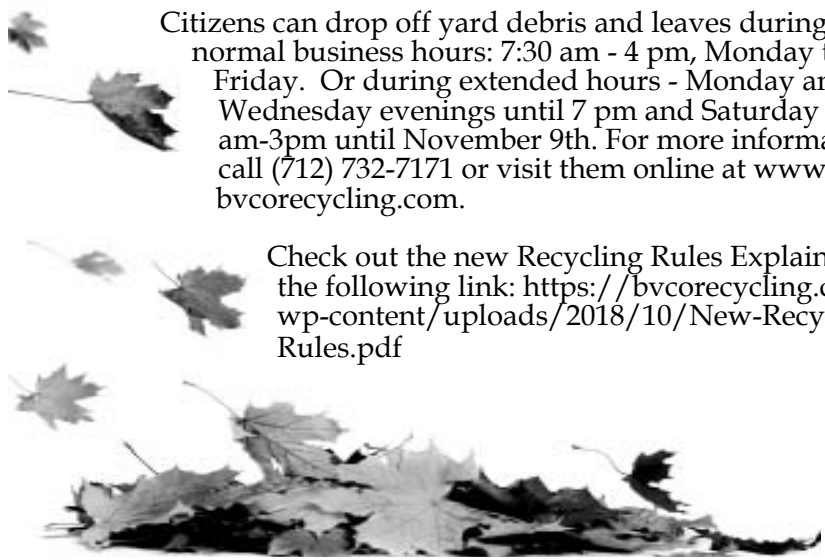 Citizens can drop off yard debris and leaves during
normal business hours: 7:30 am - 4 pm, Monday
Friday.  Or during extended hours - Monday
Wednesday evenings until 7 pm and Saturday
am-3pm until November 9th. For more
call (712) 732-7171 or visit them online at www
bvcorecycling.com.
Check out the new Recycling Rules
the following link: https://bvcorecycling.
wp-content/uploads/2018/10/New-Recy
Rules.pdf